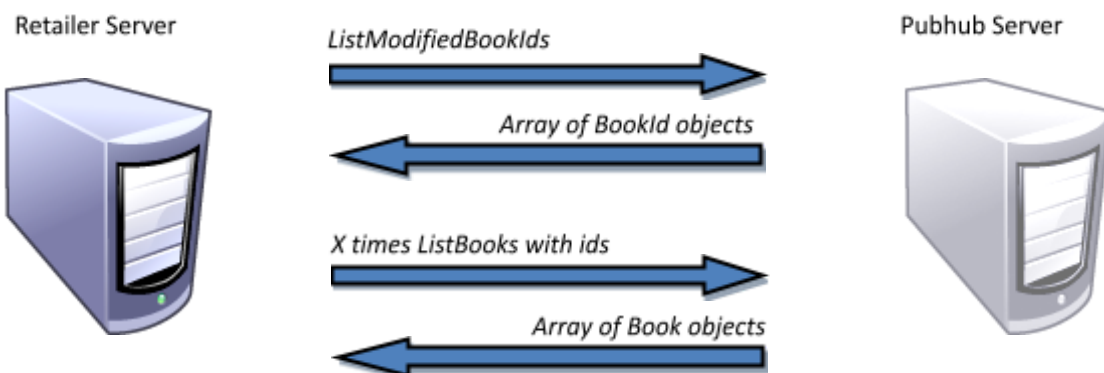 Retailer Server
Pubhub Server
ListModifiedBookIds
Array of BookId objects
X times ListBooks with ids
Array of Book objects